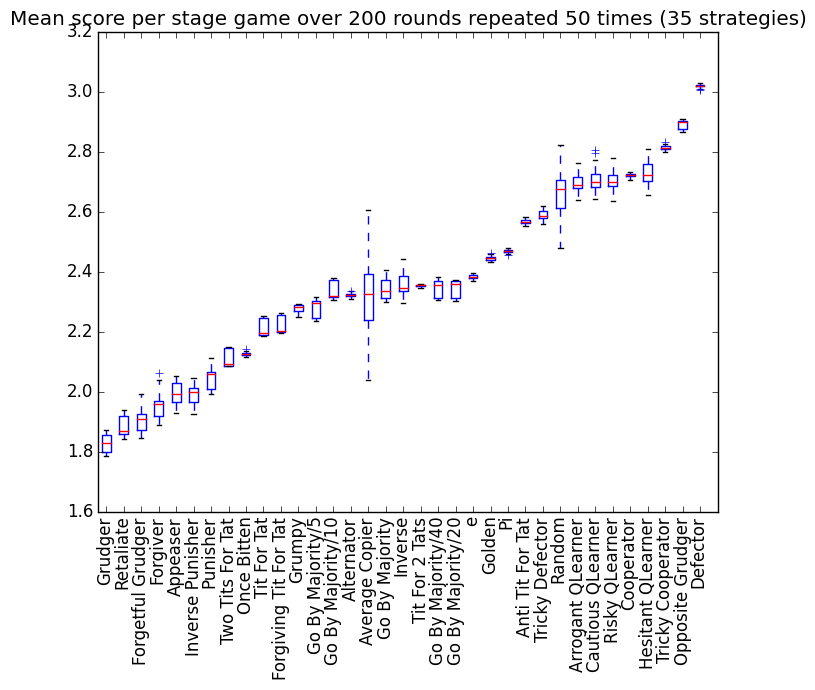 Mean score per stage game over 200 rounds repeated 50 times (35 strategies)
3.2
3.0
2.8
2.6
2.4
2.2
2.0
1.8
1.6
Grudger
Retaliate
Forgetful Grudger
Forgiver
Appeaser
Inverse Punisher
Punisher
Two Tits For Tat
Once Bitten
Tit For Tat
Forgiving Tit For Tat
Grumpy
Go By Majority/5
Go By Majority/10
Alternator
Average Copier
Go By Majority
Inverse
Tit For 2 Tats
Go By Majority/40
Go By Majority/20
e
Golden
Pi
Anti Tit For Tat
Tricky Defector
Random
Arrogant QLearner
Cautious QLearner
Risky QLearner
Cooperator
Hesitant QLearner
Tricky Cooperator
Opposite Grudger
Defector